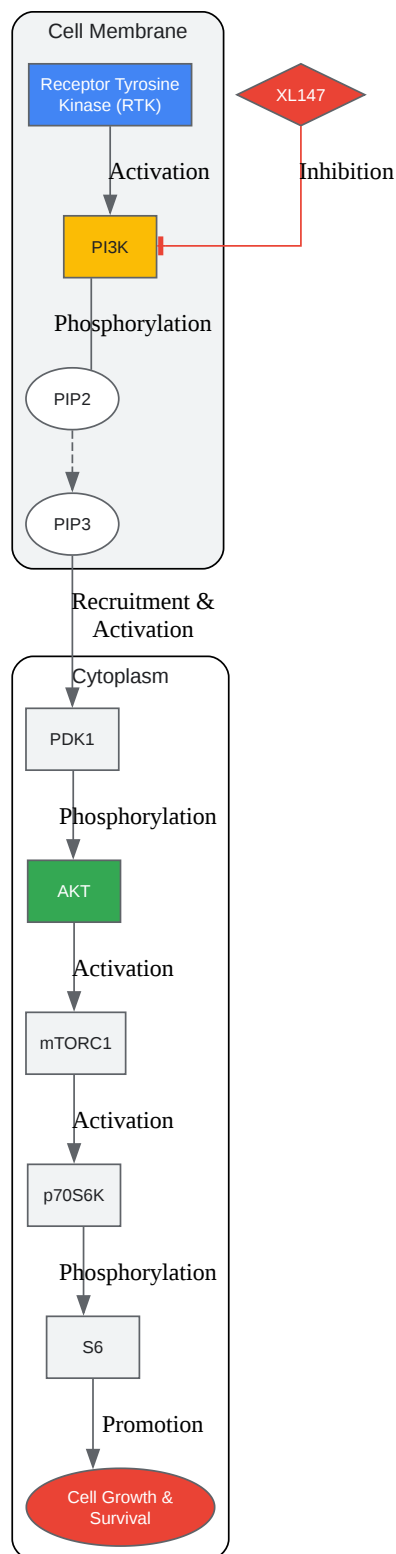 Cell Membrane
Receptor Tyrosine
Kinase (RTK)
XL147
Activation
Inhibition
PI3K
Phosphorylation
PIP2
PIP3
Recruitment &
Activation
Cytoplasm
PDK1
Phosphorylation
AKT
Activation
mTORC1
Activation
p70S6K
Phosphorylation
S6
Promotion
Cell Growth &
Survival